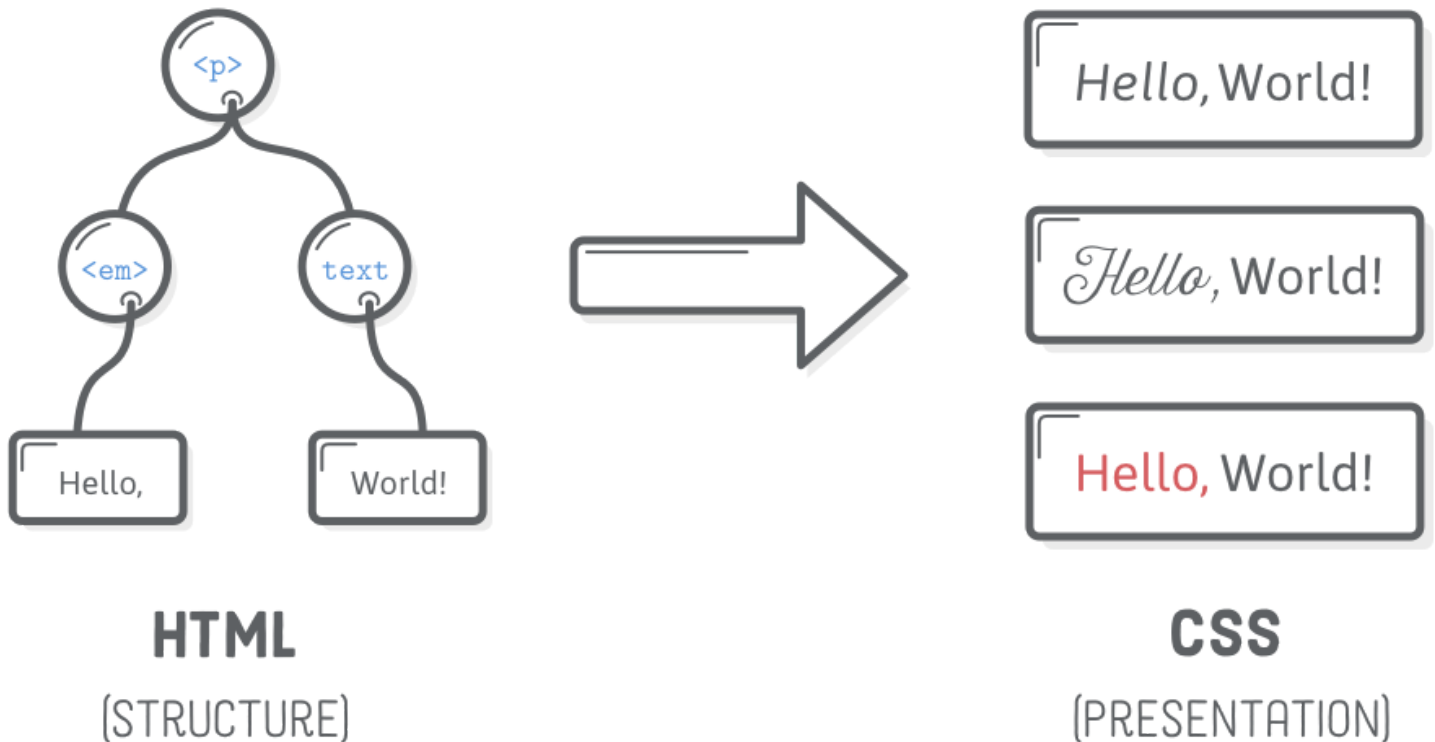 <p>
<em>
text
Hello,
World!
HTML
(STRUCTURE)
Hello, World!
Hello, World!
Hello, World!
CSS
(PRESENTATION)